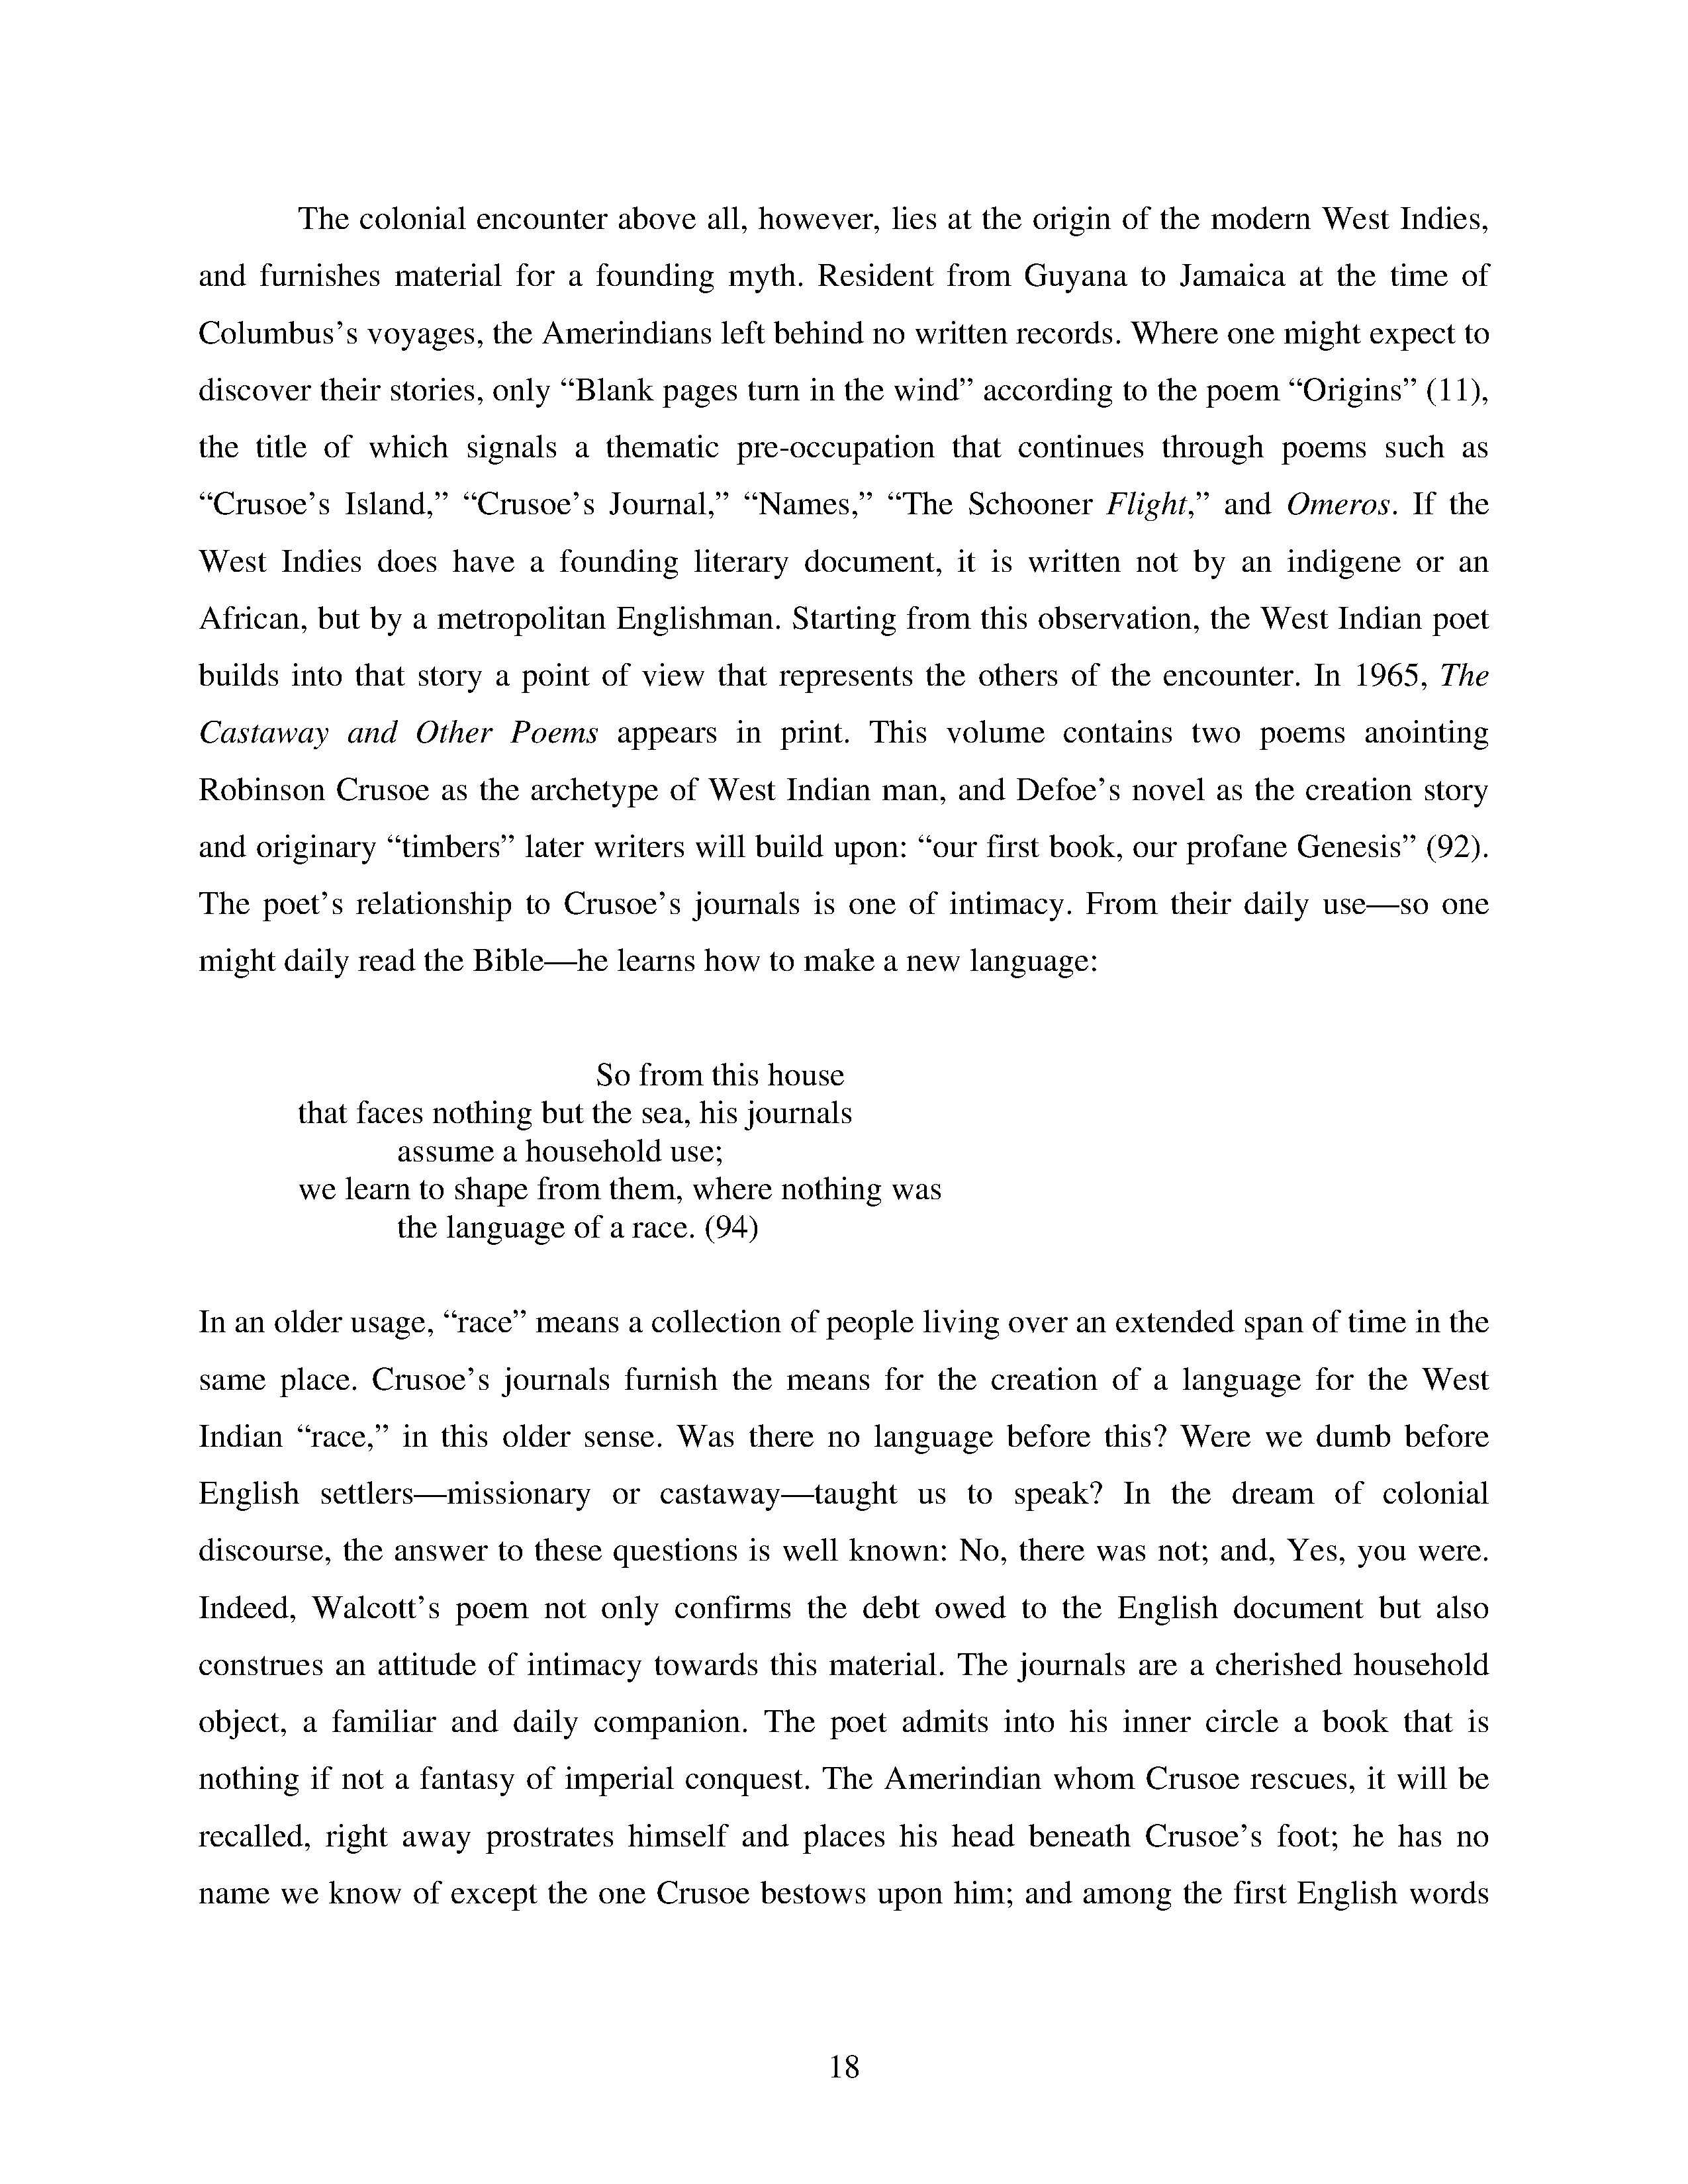 The colonial encounter above all, however, lies at the origin of the modern West Indies,
and furnishes material for a founding myth. Resident from Guyana to Jamaica at the time of
Columbus’s voyages, the Amerindians left behind no written records. Where one might expect to
discover their stories, only “Blank pages turn in the wind” according to the poem “Origins” (11),
the title of which signals a thematic pre-occupation that continues through poems such as
“Crusoe’s Island,” “Crusoe’s Journal,” “Names,” “The Schooner Flight,” and Omeros. If the
West Indies does have a founding literary document, it is written not by an indigene or an
African, but by a metropolitan Englishman. Starting from this observation, the West Indian poet
builds into that story a point of view that represents the others of the encounter. In 1965, The
Castaway and Other Poems appears in print. This volume contains two poems anointing
Robinson Crusoe as the archetype of West Indian man, and Defoe’s novel as the creation story
and originary “timbers” later writers will build upon: “our first book, our profane Genesis” (92).
The poet’s relationship to Crusoe’s journals is one of intimacy. From their daily use—so one
might daily read the Bible—he learns how to make a new language:
So from this house
that faces nothing but the sea, his journals
assume a household use;
we learn to shape from them, where nothing was
the language of a race. (94)
In an older usage, “race” means a collection of people living over an extended span of time in the
same place. Crusoe’s journals furnish the means for the creation of a language for the West
Indian “race,” in this older sense. Was there no language before this? Were we dumb before
English settlers—missionary or castaway—taught us to speak? In the dream of colonial
discourse, the answer to these questions is well known: No, there was not; and, Yes, you were.
Indeed, Walcott’s poem not only confirms the debt owed to the English document but also
construes an attitude of intimacy towards this material. The journals are a cherished household
object, a familiar and daily companion. The poet admits into his inner circle a book that is
nothing if not a fantasy of imperial conquest. The Amerindian whom Crusoe rescues, it will be
recalled, right away prostrates himself and places his head beneath Crusoe’s foot; he has no
name we know of except the one Crusoe bestows upon him; and among the first English words
18